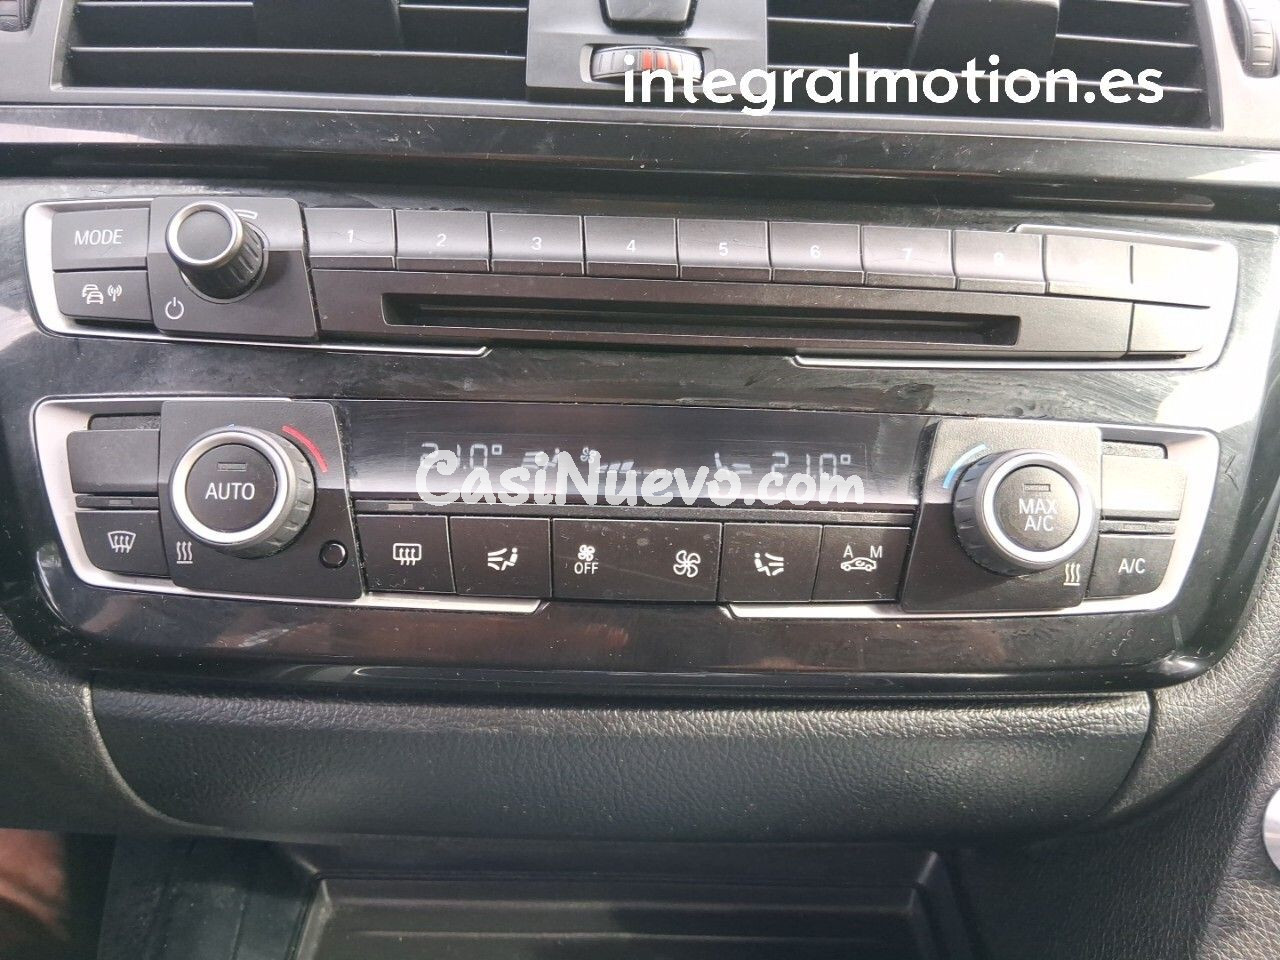 integralmotion.es
MODE
1 2 3 4 5 6 7 8
21.0° 21.0°
CasiNuevo.com
AUTO
MAX
A/C
OFF
A M
A/C